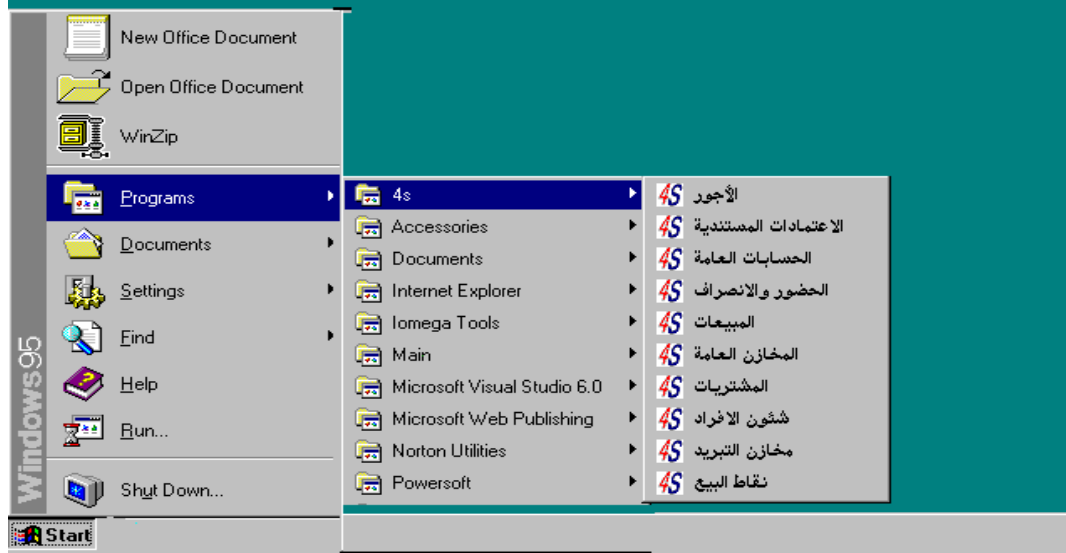 New Office Document
Open Office Document
WinZip
Programs
Documents
Settings
Find
Help
Run...
Shut Down...
Windows95
Start
4s
Accessories
Documents
Internet Explorer
Iomega Tools
Main
Microsoft Visual Studio 6.0
Microsoft Web Publishing
Norton Utilities
Powersoft
4S الأجور
4S الاعتمادات المستندية
4S الحسابات العامة
4S الحضور والانصراف
4S المبيعات
4S المخازن العامة
4S المشتريات
4S شئون الافراد
4S مخازن التبريد
4S نقاط البيع